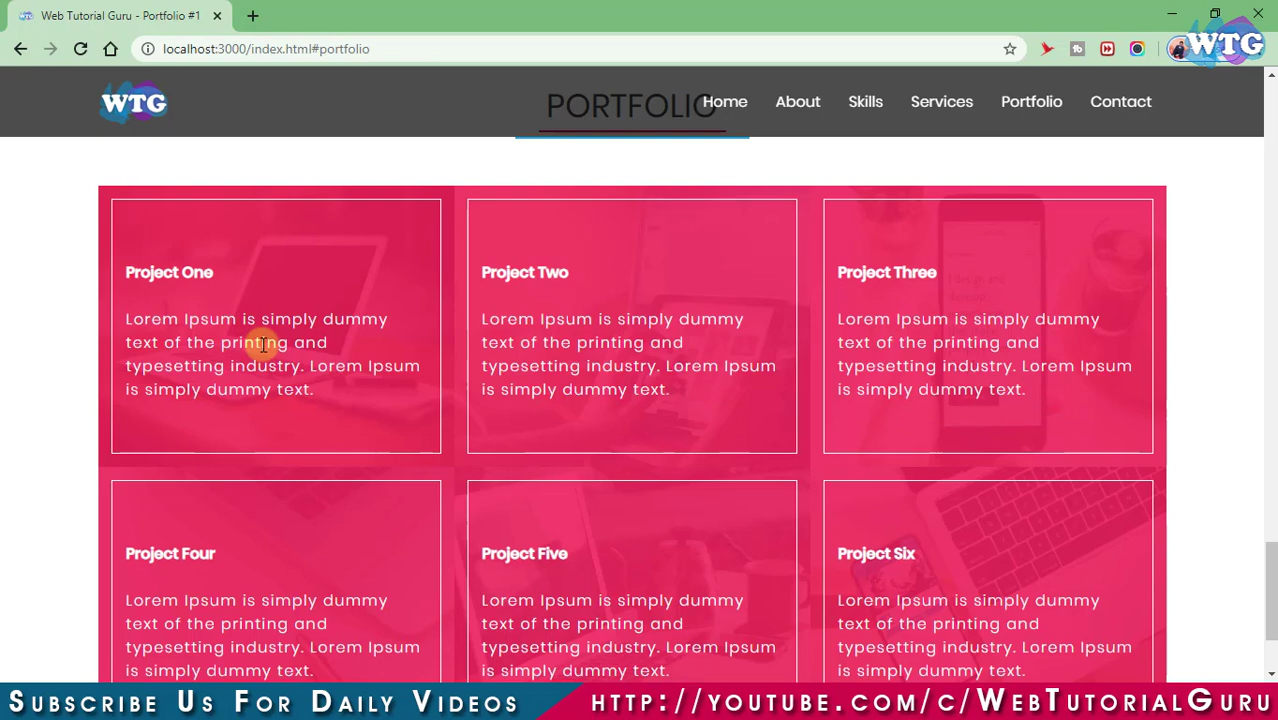 Web Tutorial Guru - Portfolio #1
WTG
localhost:3000/index.html#portfolio
WTG
PORTFOLIO
Home About Skills Services Portfolio Contact
Project One
Lorem Ipsum is simply dummy
text of the printing and
typesetting industry. Lorem Ipsum
is simply dummy text.
Project Two
Lorem Ipsum is simply dummy
text of the printing and
typesetting industry. Lorem Ipsum
is simply dummy text.
Project Three
Lorem Ipsum is simply dummy
text of the printing and
typesetting industry. Lorem Ipsum
is simply dummy text.
Project Four
Lorem Ipsum is simply dummy
text of the printing and
typesetting industry. Lorem Ipsum
is simply dummy text.
Project Five
Lorem Ipsum is simply dummy
text of the printing and
typesetting industry. Lorem Ipsum
is simply dummy text.
Project Six
Lorem Ipsum is simply dummy
text of the printing and
typesetting industry. Lorem Ipsum
is simply dummy text.
Subscribe Us For Daily Videos
http://youtube.com/c/WebTutorialGuru